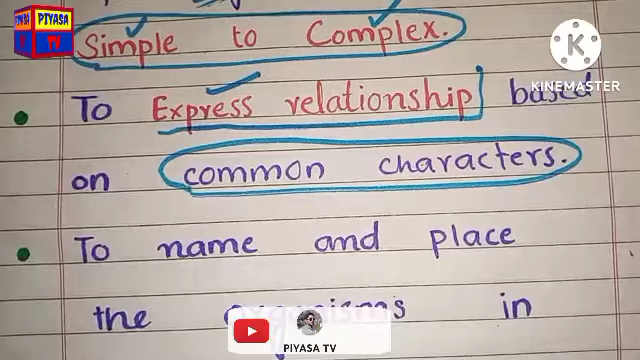 PIYASA
TV
Simple to Complex.
KINEMASTER
To Express relationship based
on common characters.
To name and place
the organisms in
PIYASA TV